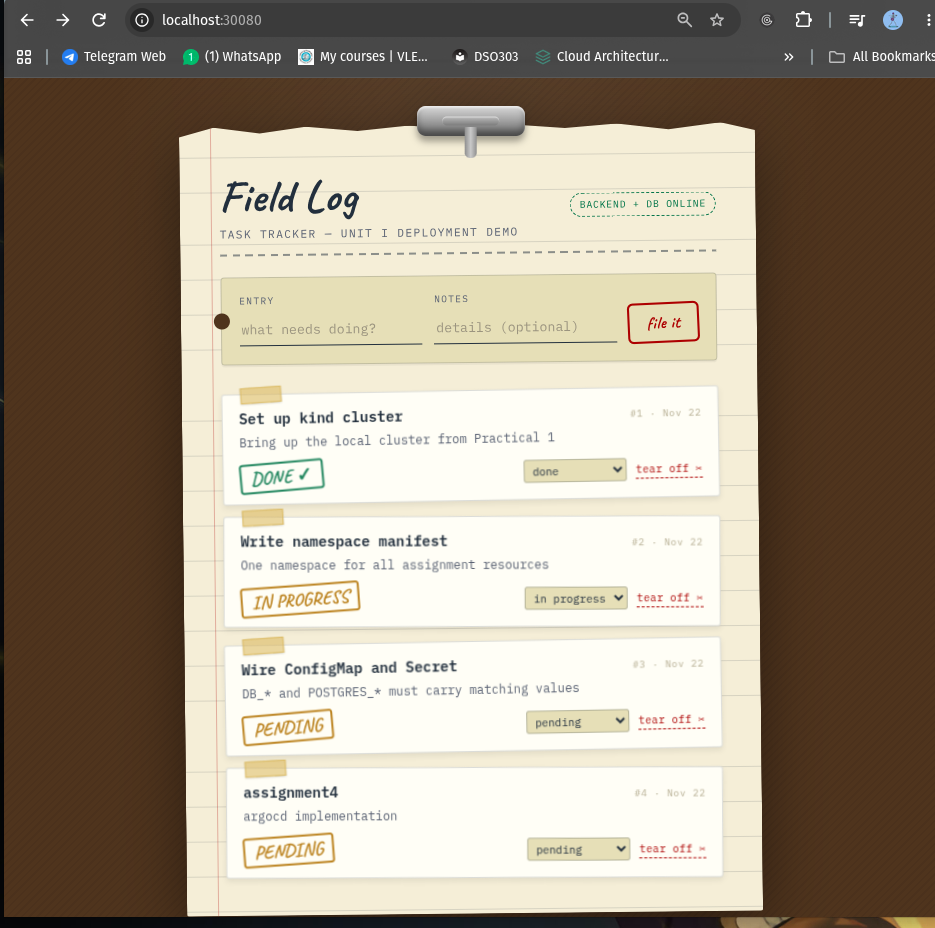 localhost:30080
Telegram Web
(1) WhatsApp
My courses | VLE...
DSO303
Cloud Architectur...
»
All Bookmarks
Field Log
BACKEND + DB ONLINE
TASK TRACKER — UNIT I DEPLOYMENT DEMO
ENTRY
NOTES
what needs doing?
details (optional)
file it
Set up kind cluster
#1 · Nov 22
Bring up the local cluster from Practical 1
DONE ✓
done
tear off ✂
Write namespace manifest
#2 · Nov 22
One namespace for all assignment resources
IN PROGRESS
in progress
tear off ✂
Wire ConfigMap and Secret
#3 · Nov 22
DB_* and POSTGRES_* must carry matching values
PENDING
pending
tear off ✂
assignment4
#4 · Nov 22
argocd implementation
PENDING
pending
tear off ✂